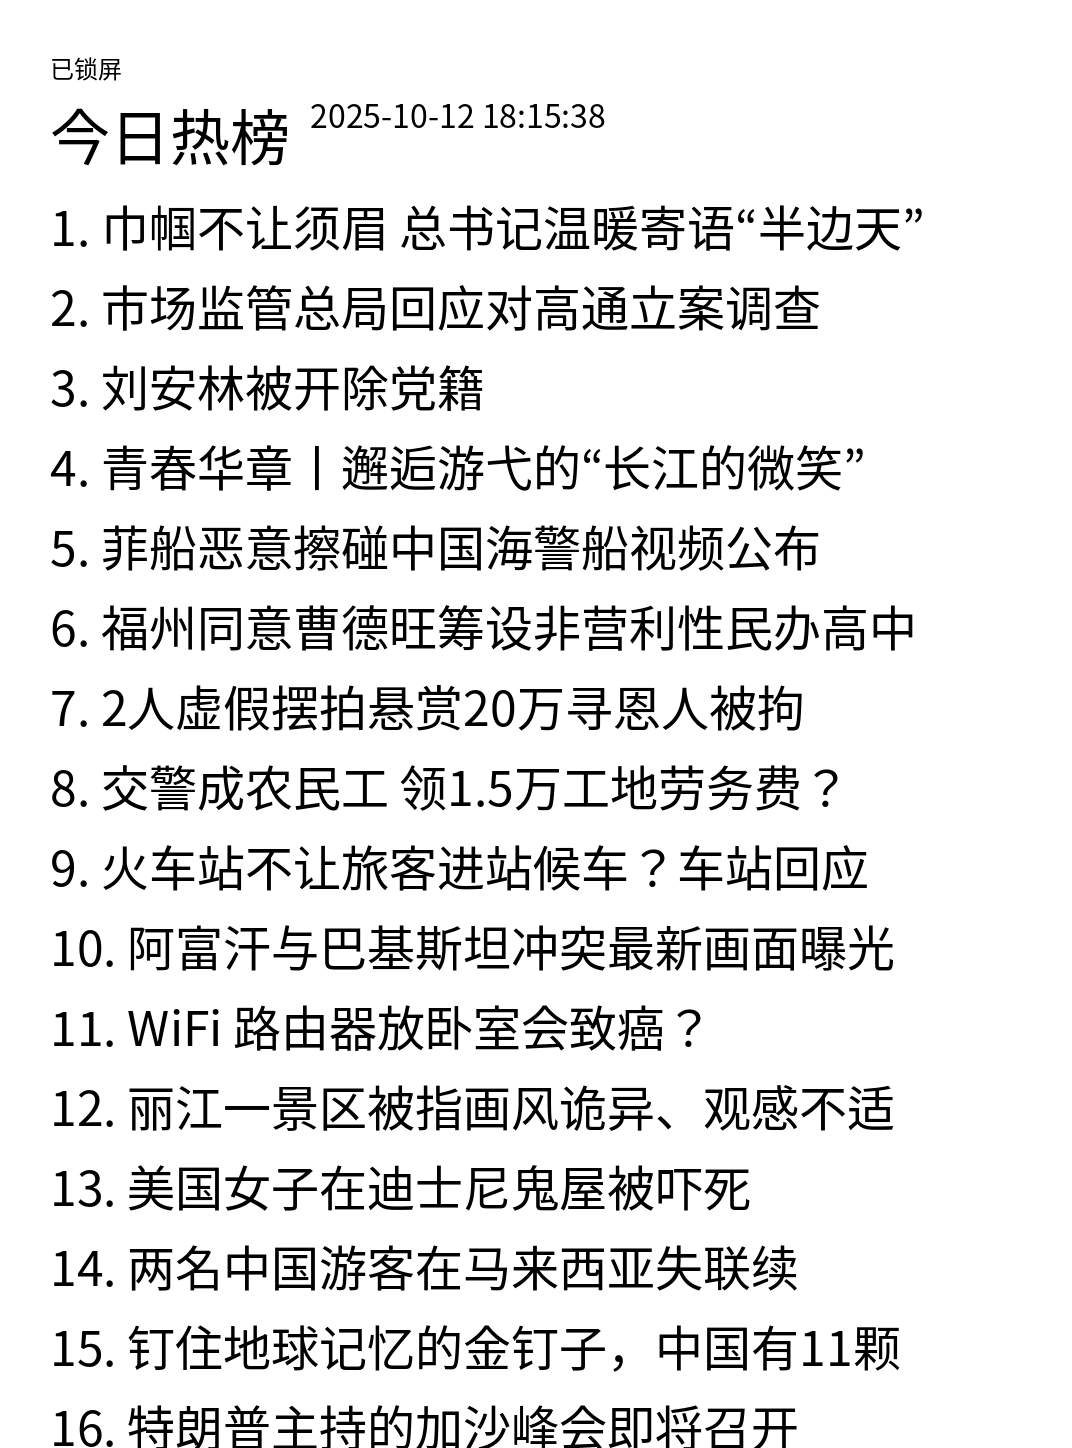 已锁屏
今日热榜 2025-10-12 18:15:38
1. 巾帼不让须眉 总书记温暖寄语“半边天”
2. 市场监管总局回应对高通立案调查
3. 刘安林被开除党籍
4. 青春华章丨邂逅游弋的“长江的微笑”
5. 菲船恶意擦碰中国海警船视频公布
6. 福州同意曹德旺筹设非营利性民办高中
7. 2人虚假摆拍悬赏20万寻恩人被拘
8. 交警成农民工 领1.5万工地劳务费？
9. 火车站不让旅客进站候车？车站回应
10. 阿富汗与巴基斯坦冲突最新画面曝光
11. WiFi 路由器放卧室会致癌？
12. 丽江一景区被指画风诡异、观感不适
13. 美国女子在迪士尼鬼屋被吓死
14. 两名中国游客在马来西亚失联续
15. 钉住地球记忆的金钉子，中国有11颗
16. 特朗普主持的加沙峰会即将召开